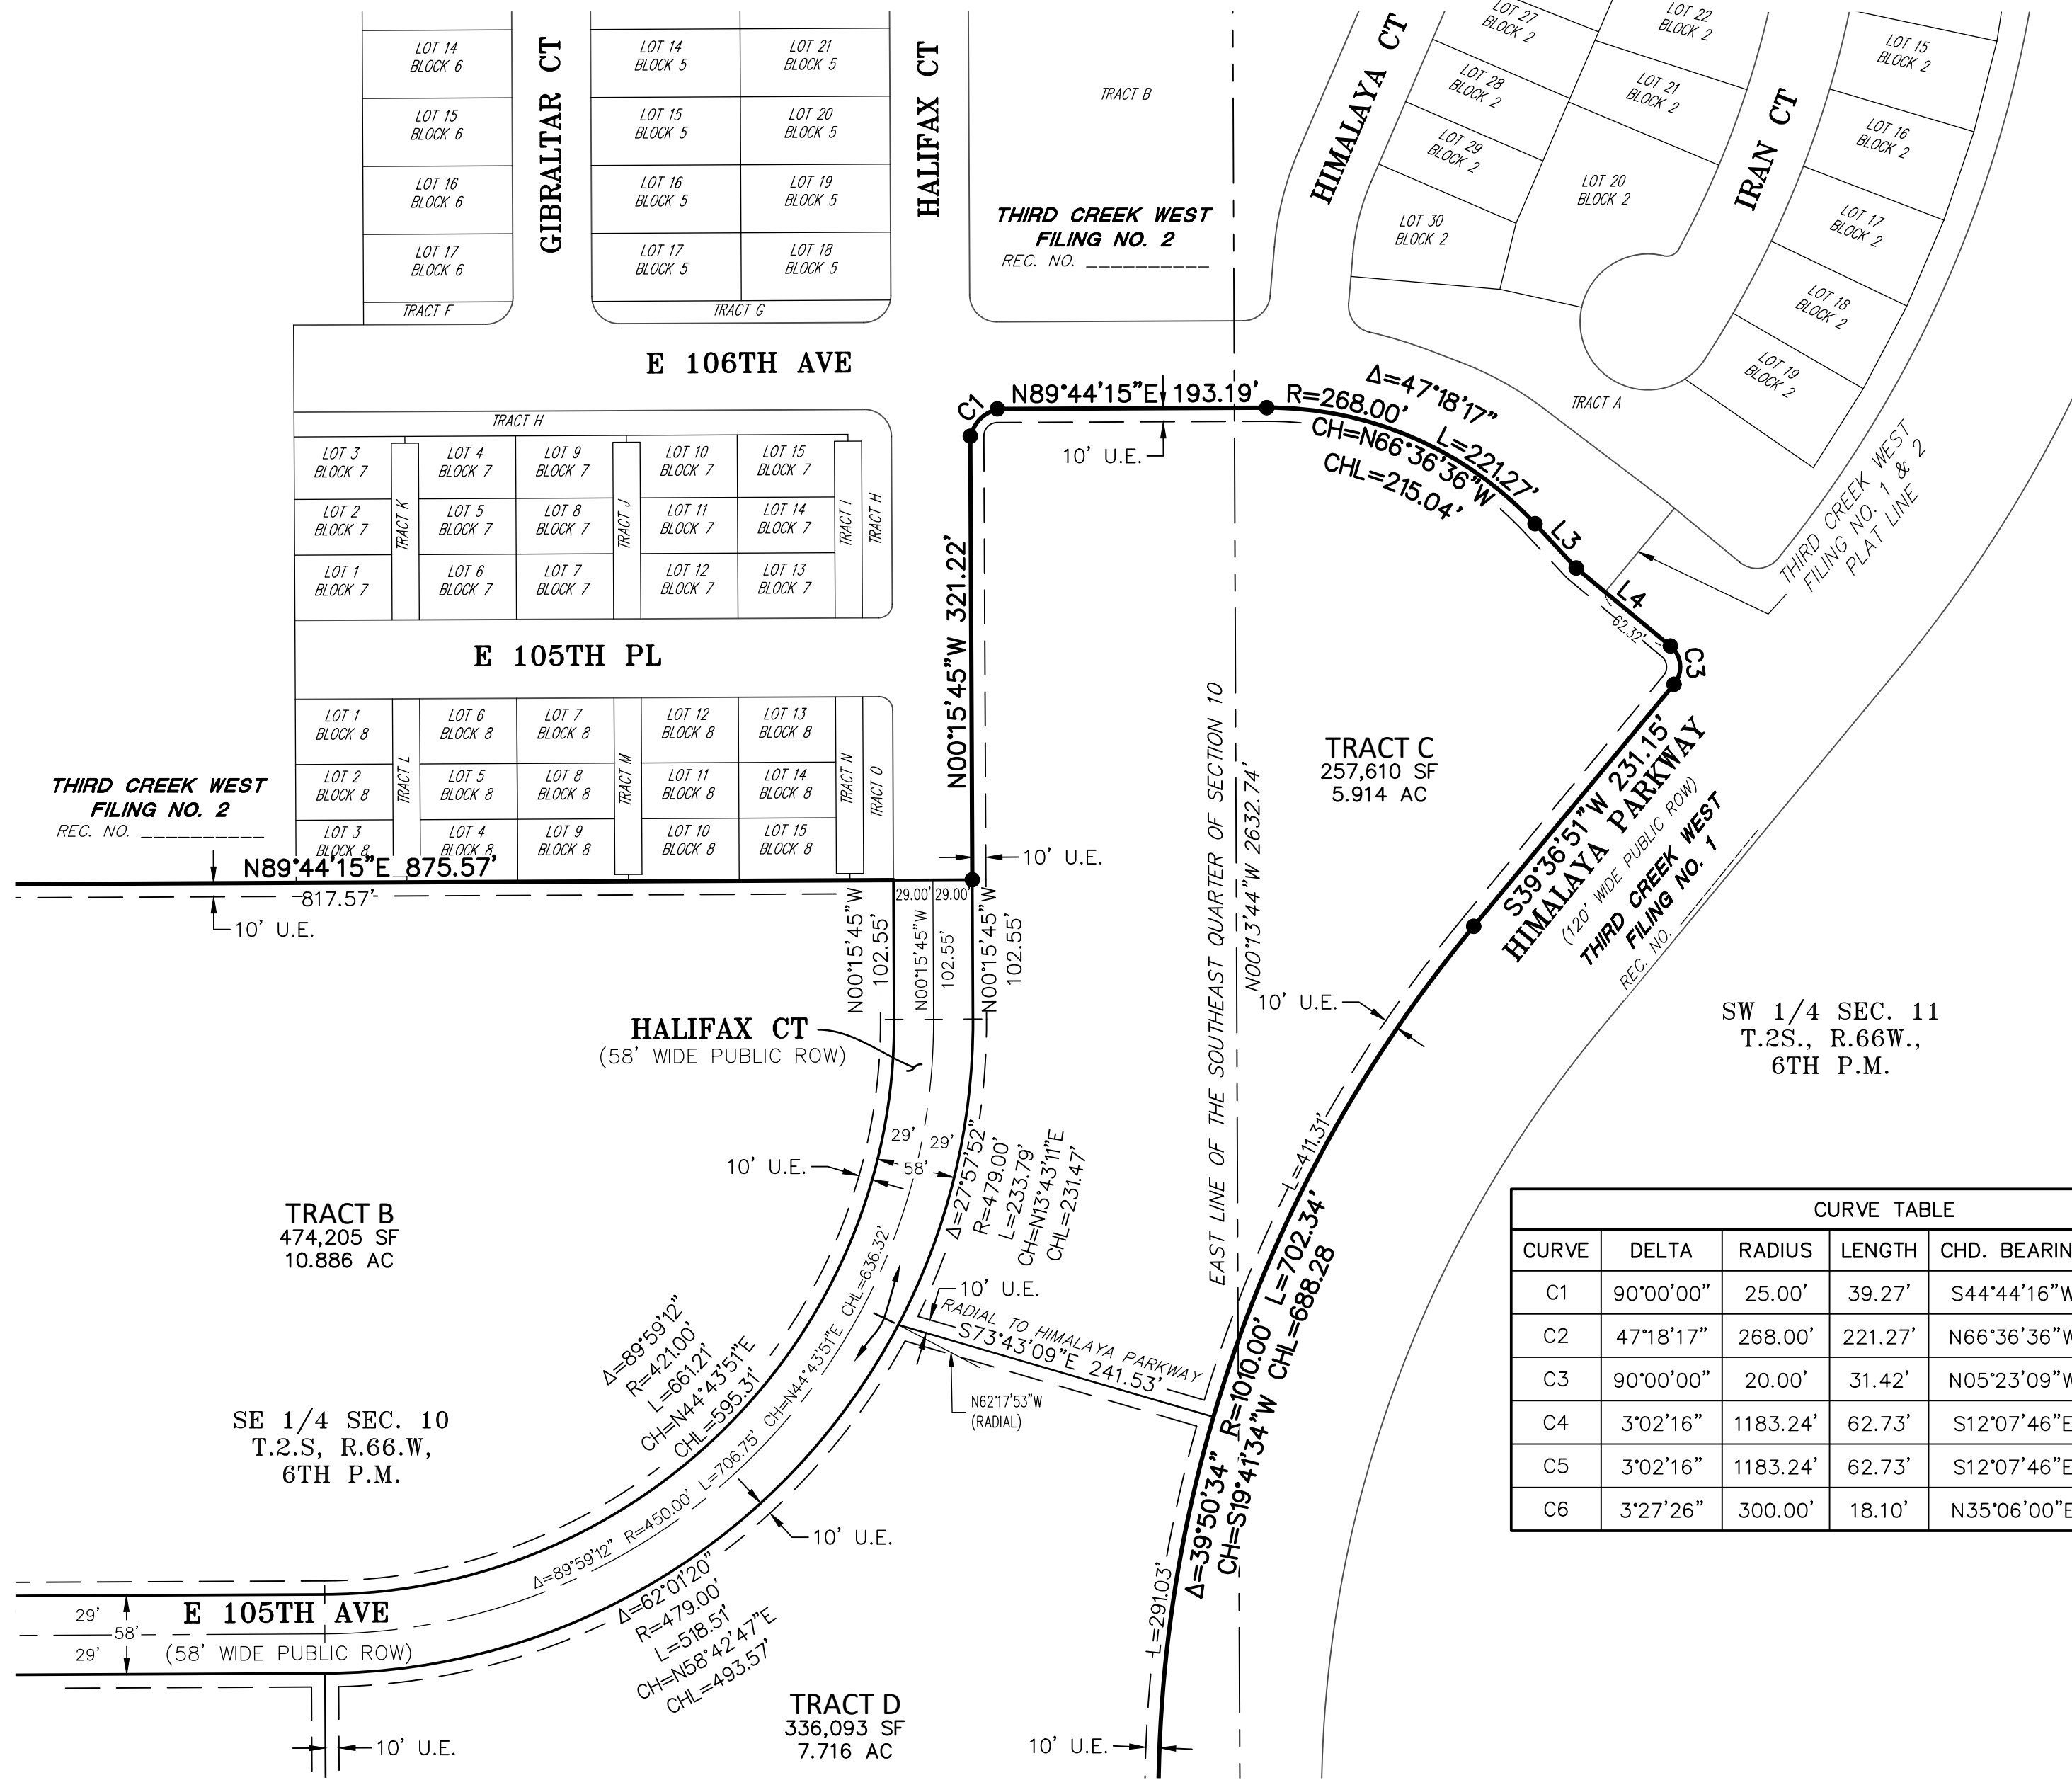 LOT 14
BLOCK 6
LOT 15
BLOCK 6
LOT 16
BLOCK 6
LOT 17
BLOCK 6
TRACT F
GIBRALTAR CT
LOT 14
BLOCK 5
LOT 21
BLOCK 5
LOT 15
BLOCK 5
LOT 20
BLOCK 5
LOT 16
BLOCK 5
LOT 19
BLOCK 5
LOT 17
BLOCK 5
LOT 18
BLOCK 5
TRACT G
HALIFAX CT
TRACT B
THIRD CREEK WEST
FILING NO. 2
REC. NO. __________
HIMALAYA CT
LOT 27
BLOCK 2
LOT 22
BLOCK 2
LOT 28
BLOCK 2
LOT 21
BLOCK 2
LOT 29
BLOCK 2
LOT 20
BLOCK 2
LOT 30
BLOCK 2
IRAN CT
LOT 15
BLOCK 2
LOT 16
BLOCK 2
LOT 17
BLOCK 2
LOT 18
BLOCK 2
LOT 19
BLOCK 2
TRACT A
E 106TH AVE
TRACT H
LOT 3
BLOCK 7
LOT 4
BLOCK 7
LOT 9
BLOCK 7
LOT 10
BLOCK 7
LOT 15
BLOCK 7
LOT 2
BLOCK 7
LOT 5
BLOCK 7
LOT 8
BLOCK 7
LOT 11
BLOCK 7
LOT 14
BLOCK 7
LOT 1
BLOCK 7
LOT 6
BLOCK 7
LOT 7
BLOCK 7
LOT 12
BLOCK 7
LOT 13
BLOCK 7
TRACT K
TRACT J
TRACT I
TRACT H
E 105TH PL
LOT 1
BLOCK 8
LOT 6
BLOCK 8
LOT 7
BLOCK 8
LOT 12
BLOCK 8
LOT 13
BLOCK 8
LOT 2
BLOCK 8
LOT 5
BLOCK 8
LOT 8
BLOCK 8
LOT 11
BLOCK 8
LOT 14
BLOCK 8
LOT 3
BLOCK 8
LOT 4
BLOCK 8
LOT 9
BLOCK 8
LOT 10
BLOCK 8
LOT 15
BLOCK 8
TRACT L
TRACT M
TRACT N
TRACT O
THIRD CREEK WEST
FILING NO. 2
REC. NO. __________
N89°44'15"E 875.57'
817.57'
10' U.E.
C1
N89°44'15"E 193.19'
10' U.E.
R=268.00'
Δ=47°18'17"
L=221.27'
CH=N66°36'36"W
CHL=215.04'
L3
L4
62.32'
C3
THIRD CREEK WEST
FILING NO. 1 & 2
PLAT LINE
N00°15'45"W 321.22'
10' U.E.
EAST LINE OF THE SOUTHEAST QUARTER OF SECTION 10
N00°13'44"W 2632.74'
TRACT C
257,610 SF
5.914 AC
S39°36'51"W 231.15'
HIMALAYA PARKWAY
(120' WIDE PUBLIC ROW)
THIRD CREEK WEST
FILING NO. 1
REC. NO. __________
10' U.E.
SW 1/4 SEC. 11
T.2S., R.66W.,
6TH P.M.
29.00'
29.00'
N00°15'45"W
102.55'
N00°15'45"W
102.55'
N00°15'45"W
102.55'
HALIFAX CT
(58' WIDE PUBLIC ROW)
10' U.E.
29'
29'
58'
Δ=27°57'52"
R=479.00'
L=233.79'
CH=N13°43'11"E
CHL=231.47'
L=411.31'
10' U.E.
RADIAL TO HIMALAYA PARKWAY
S73°43'09"E 241.53'
N62°17'53"W
(RADIAL)
TRACT B
474,205 SF
10.886 AC
SE 1/4 SEC. 10
T.2.S, R.66.W,
6TH P.M.
Δ=89°59'12"
R=421.00'
L=661.21'
CH=N44°43'51"E
CHL=595.31'
Δ=89°59'12" R=450.00' L=706.75' CH=N44°43'51"E CHL=636.32'
Δ=39°50'34" R=1010.00' L=702.34'
CH=S19°41'34"W CHL=688.28
L=291.03'
10' U.E.
Δ=62°01'20"
R=479.00'
L=518.51'
CH=N58°42'47"E
CHL=493.57'
29'
58'
29'
E 105TH AVE
(58' WIDE PUBLIC ROW)
10' U.E.
TRACT D
336,093 SF
7.716 AC
10' U.E.
CURVE TABLE
CURVE DELTA RADIUS LENGTH CHD. BEARIN
C1 90°00'00" 25.00' 39.27' S44°44'16"W
C2 47°18'17" 268.00' 221.27' N66°36'36"W
C3 90°00'00" 20.00' 31.42' N05°23'09"W
C4 3°02'16" 1183.24' 62.73' S12°07'46"E
C5 3°02'16" 1183.24' 62.73' S12°07'46"E
C6 3°27'26" 300.00' 18.10' N35°06'00"E